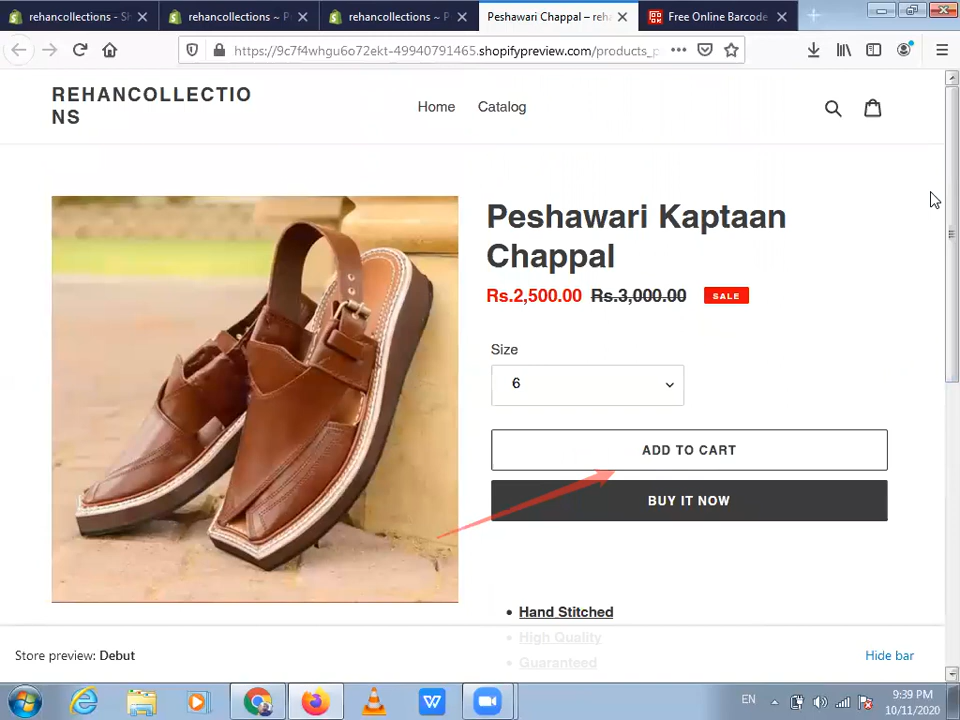 rehancollections - S
rehancollections ~ P
rehancollections ~ P
Peshawari Chappal – reha
Free Online Barcode
https://9c7f4whgu6o72ekt-49940791465.shopifypreview.com/products_p
REHANCOLLECTIO
NS
Home
Catalog
Peshawari Kaptaan
Chappal
Rs.2,500.00 Rs.3,000.00 SALE
Size
6
ADD TO CART
BUY IT NOW
Hand Stitched
High Quality
Guaranteed
Store preview: Debut
Hide bar
EN
9:39 PM
10/11/2020